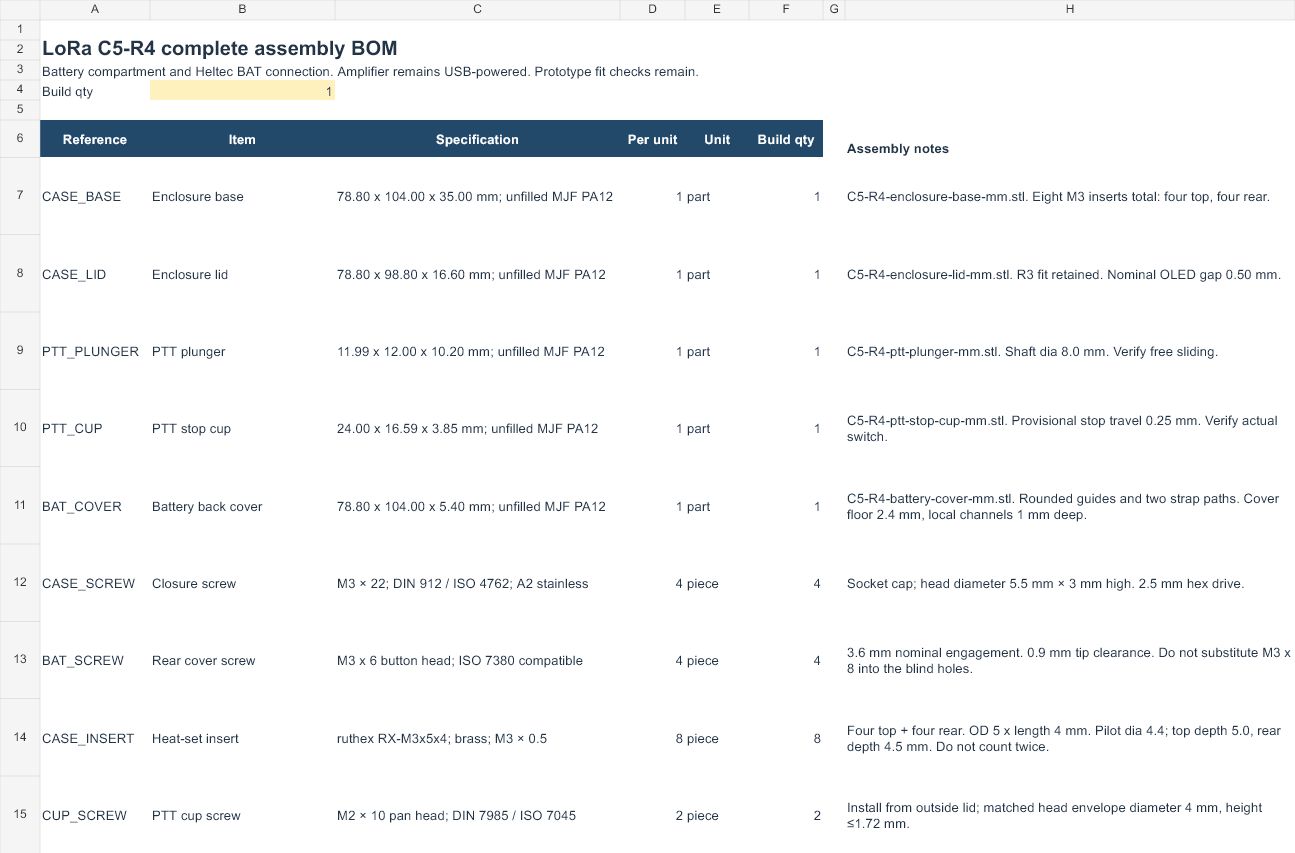 A B C D E F G H
1
2 LoRa C5-R4 complete assembly BOM
3 Battery compartment and Heltec BAT connection. Amplifier remains USB-powered. Prototype fit checks remain.
4 Build qty 1
5
6 Reference Item Specification Per unit Unit Build qty Assembly notes
7 CASE_BASE Enclosure base 78.80 x 104.00 x 35.00 mm; unfilled MJF PA12 1 part 1 C5-R4-enclosure-base-mm.stl. Eight M3 inserts total: four top, four rear.
8 CASE_LID Enclosure lid 78.80 x 98.80 x 16.60 mm; unfilled MJF PA12 1 part 1 C5-R4-enclosure-lid-mm.stl. R3 fit retained. Nominal OLED gap 0.50 mm.
9 PTT_PLUNGER PTT plunger 11.99 x 12.00 x 10.20 mm; unfilled MJF PA12 1 part 1 C5-R4-ptt-plunger-mm.stl. Shaft dia 8.0 mm. Verify free sliding.
10 PTT_CUP PTT stop cup 24.00 x 16.59 x 3.85 mm; unfilled MJF PA12 1 part 1 C5-R4-ptt-stop-cup-mm.stl. Provisional stop travel 0.25 mm. Verify actual
switch.
11 BAT_COVER Battery back cover 78.80 x 104.00 x 5.40 mm; unfilled MJF PA12 1 part 1 C5-R4-battery-cover-mm.stl. Rounded guides and two strap paths. Cover
floor 2.4 mm, local channels 1 mm deep.
12 CASE_SCREW Closure screw M3 × 22; DIN 912 / ISO 4762; A2 stainless 4 piece 4 Socket cap; head diameter 5.5 mm × 3 mm high. 2.5 mm hex drive.
13 BAT_SCREW Rear cover screw M3 x 6 button head; ISO 7380 compatible 4 piece 4 3.6 mm nominal engagement. 0.9 mm tip clearance. Do not substitute M3 x
8 into the blind holes.
14 CASE_INSERT Heat-set insert ruthex RX-M3x5x4; brass; M3 × 0.5 8 piece 8 Four top + four rear. OD 5 x length 4 mm. Pilot dia 4.4; top depth 5.0, rear
depth 4.5 mm. Do not count twice.
15 CUP_SCREW PTT cup screw M2 × 10 pan head; DIN 7985 / ISO 7045 2 piece 2 Install from outside lid; matched head envelope diameter 4 mm, height
≤1.72 mm.